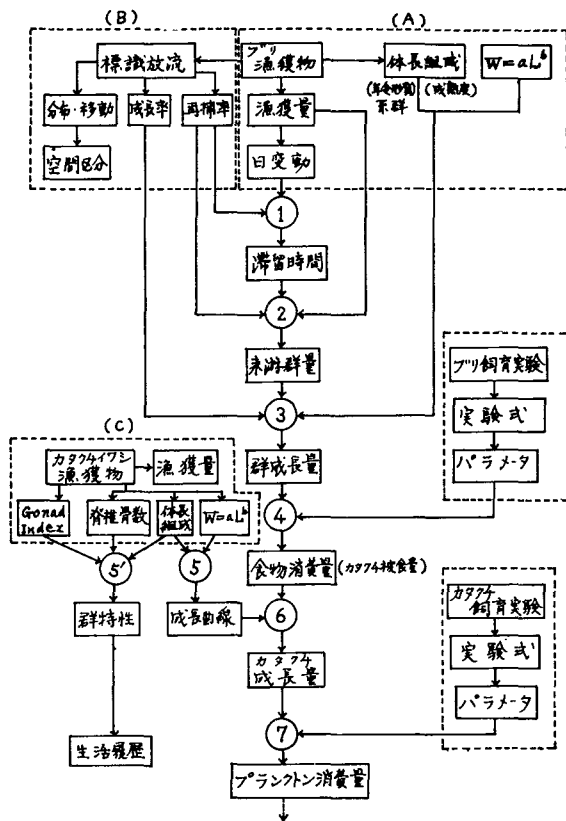 (B)
(A)
標識放流
ブリ
漁獲物
体長組成
W=aL^b
分布・移動
成長率
再捕率
漁獲量
(年令組成)(成熟度)
系群
空間区分
日変動
1
滞留時間
2
来游群量
ブリ飼育実験
3
実験式
(C)
カタクチイワシ
漁獲物
漁獲量
群成長量
パラメータ
Gonad
Index
脊椎骨数
体長
組成
W=aL^b
4
5'
5
食物消費量
(カタクチ被食量)
群特性
成長曲線
6
カタクチ
飼育実験
カタクチ
成長量
実験式
パラメータ
7
生活履歴
プランクトン消費量